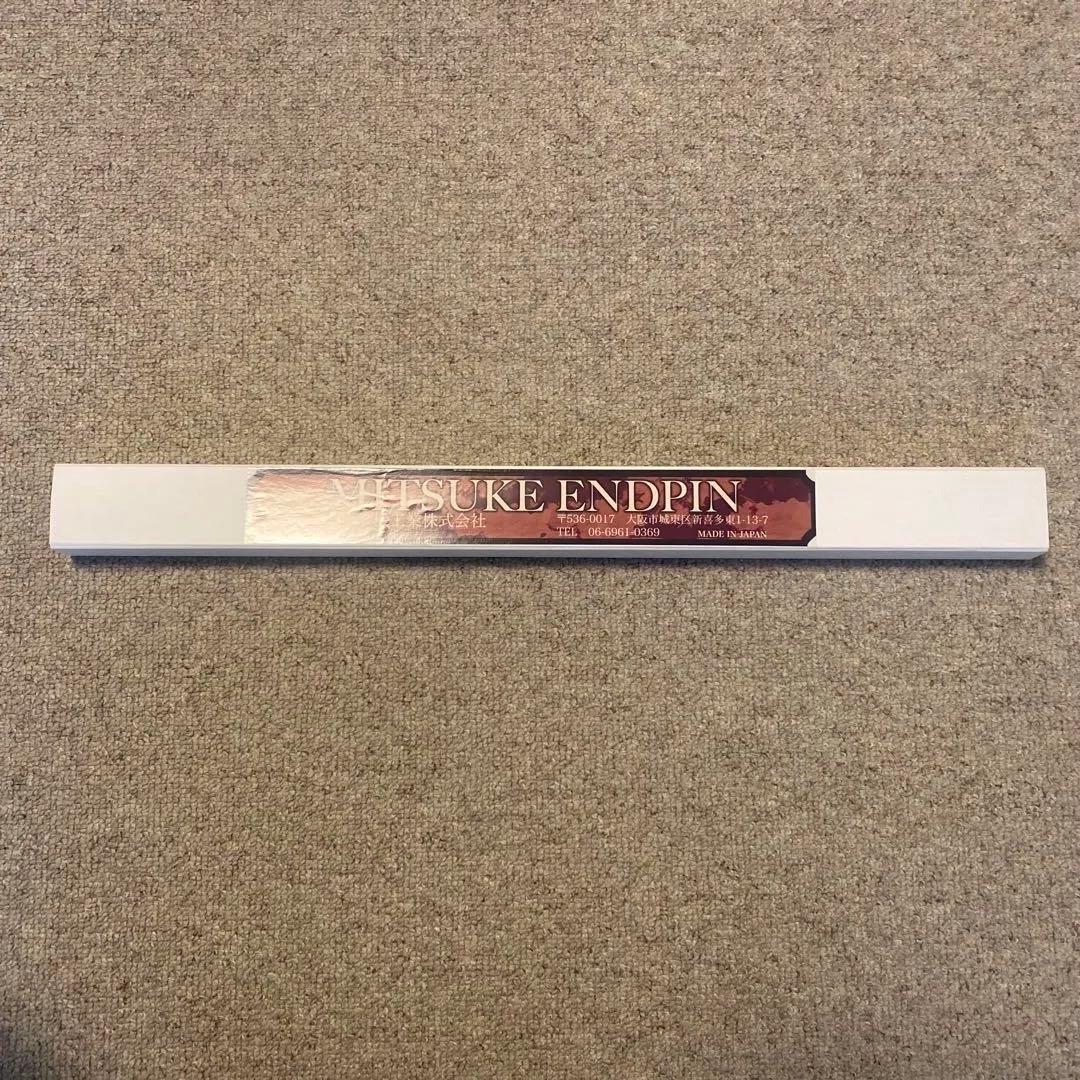 MITSUKE ENDPIN
工業株式会社
〒536-0017 大阪市城東区新喜多東1-13-7
TEL 06-6961-0369 MADE IN JAPAN